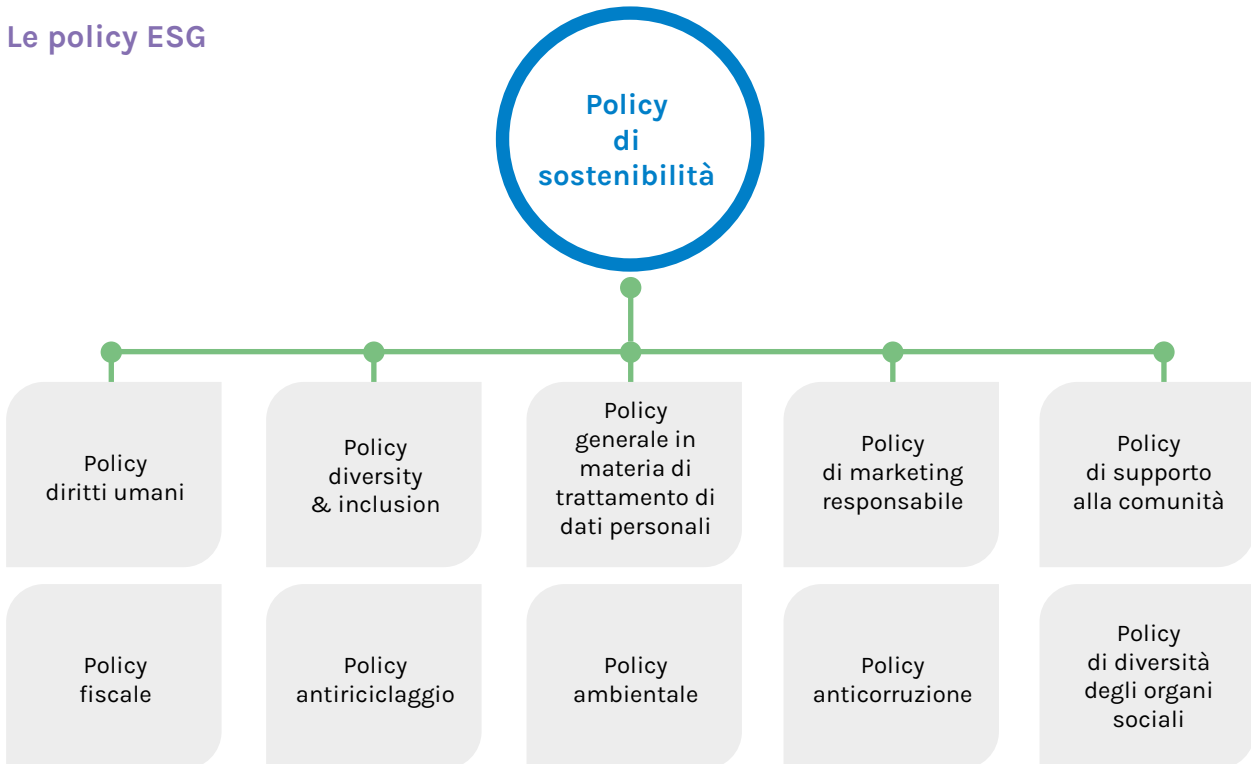 Le policy ESG
Policy
di
sostenibilità
Policy
diritti umani
Policy
diversity
& inclusion
Policy
generale in
materia di
trattamento di
dati personali
Policy
di marketing
responsabile
Policy
di supporto
alla comunità
Policy
fiscale
Policy
antiriciclaggio
Policy
ambientale
Policy
anticorruzione
Policy
di diversità
degli organi
sociali